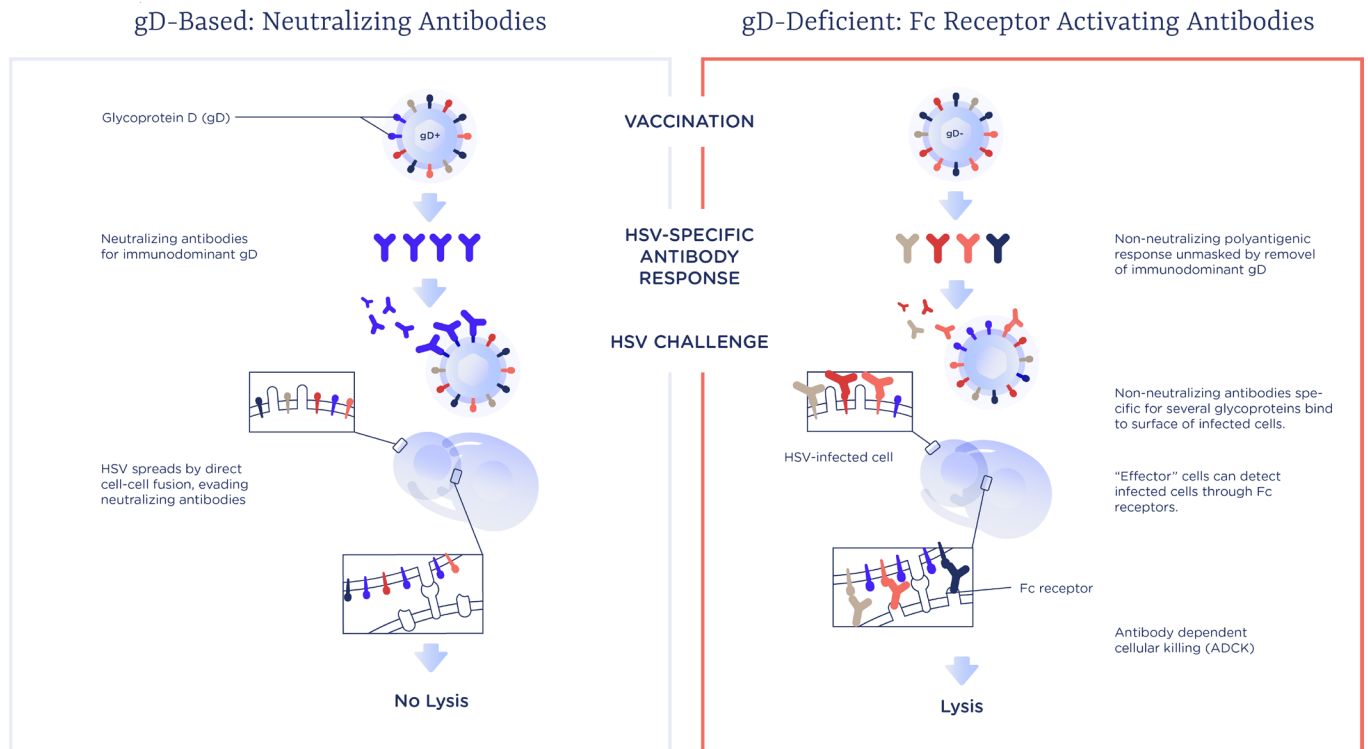 gD-Based: Neutralizing Antibodies
gD-Deficient: Fc Receptor Activating Antibodies
Glycoprotein D (gD)
gD+
VACCINATION
gD-
Neutralizing antibodies
for immunodominant gD
HSV-SPECIFIC
ANTIBODY
RESPONSE
Non-neutralizing polyantigenic
response unmasked by removel
of immunodominant gD
HSV CHALLENGE
Non-neutralizing antibodies spe-
cific for several glycoproteins bind
to surface of infected cells.
HSV-infected cell
HSV spreads by direct
cell-cell fusion, evading
neutralizing antibodies
“Effector” cells can detect
infected cells through Fc
receptors.
Fc receptor
Antibody dependent
cellular killing (ADCK)
No Lysis
Lysis